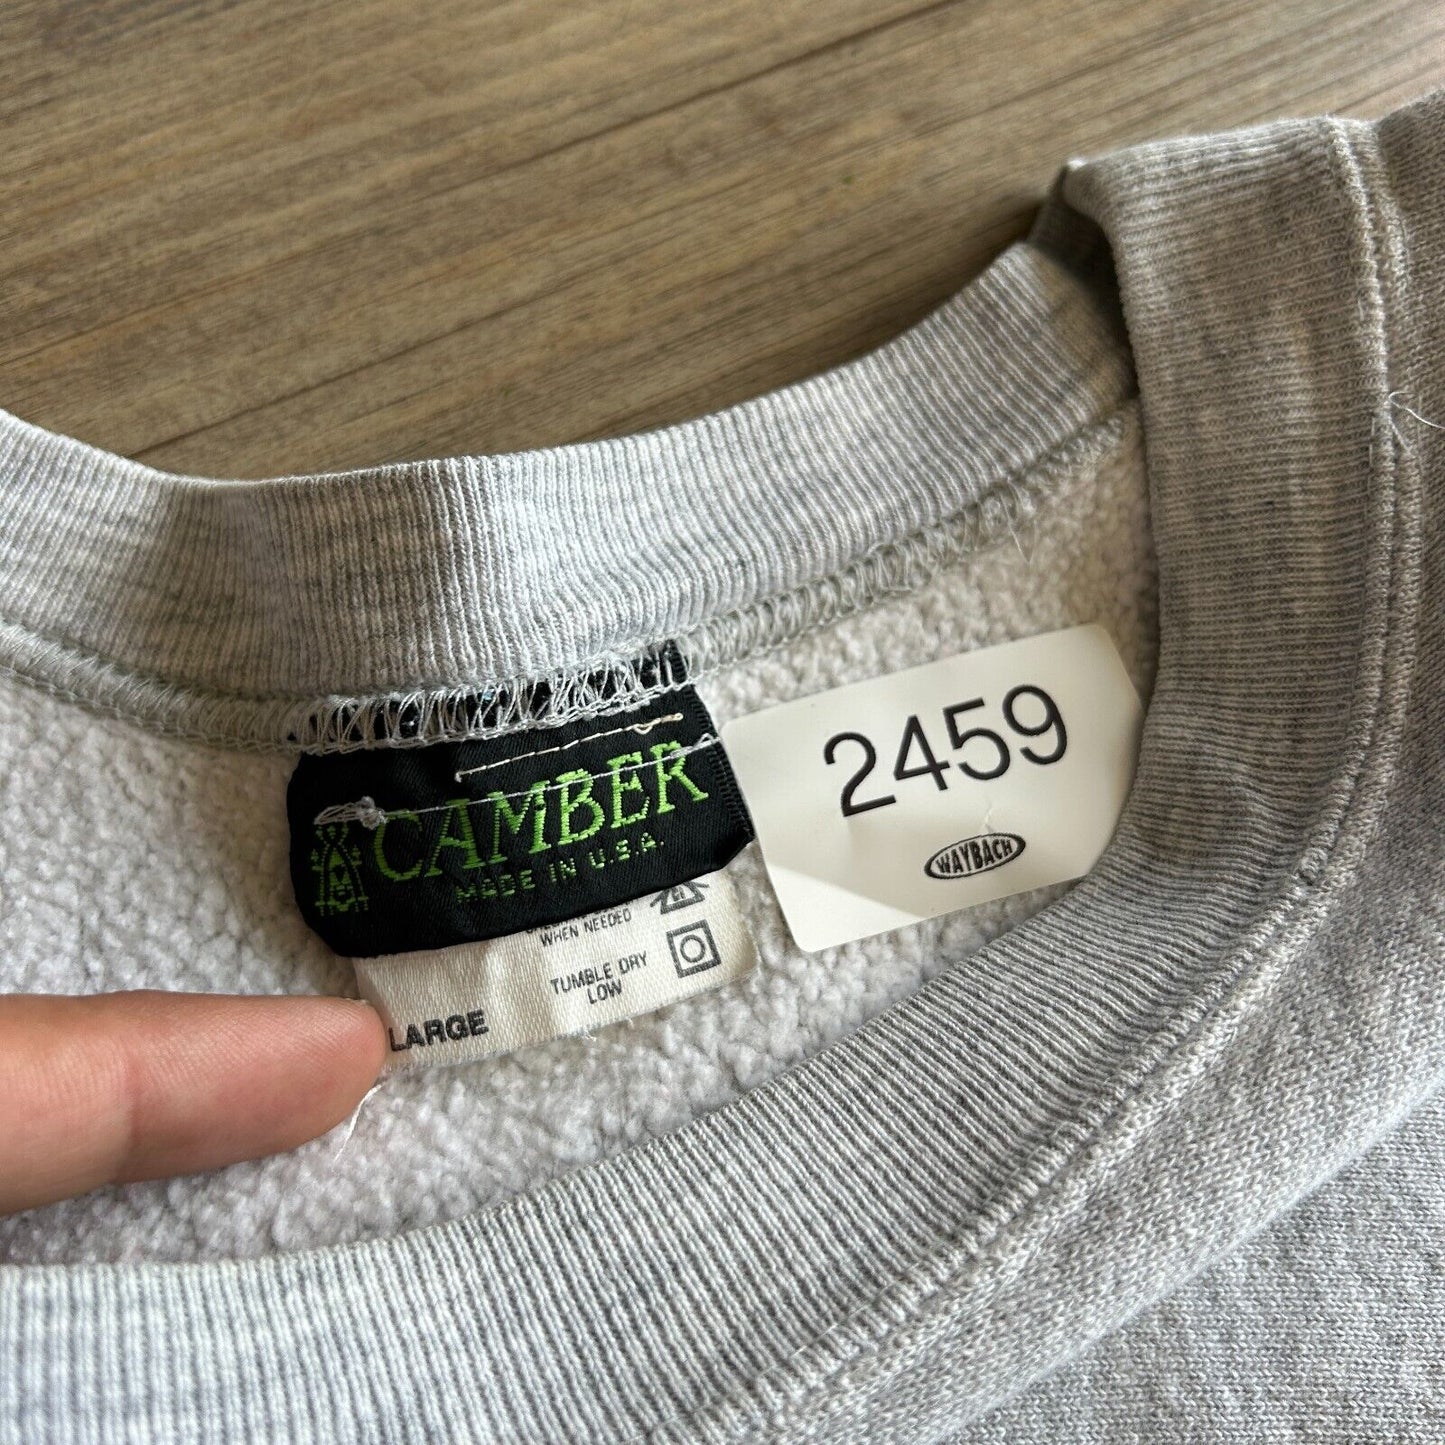 CAMBER
MADE IN U.S.A.
WHEN NEEDED
TUMBLE DRY
LOW
LARGE
2459
WAYBACH